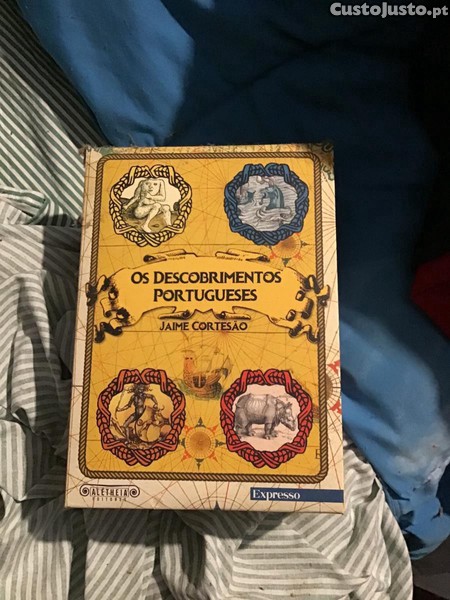 CustoJusto.pt
OS DESCOBRIMENTOS
PORTUGUESES
JAIME CORTESÃO
ALETHEIA
EDITORES
Expresso